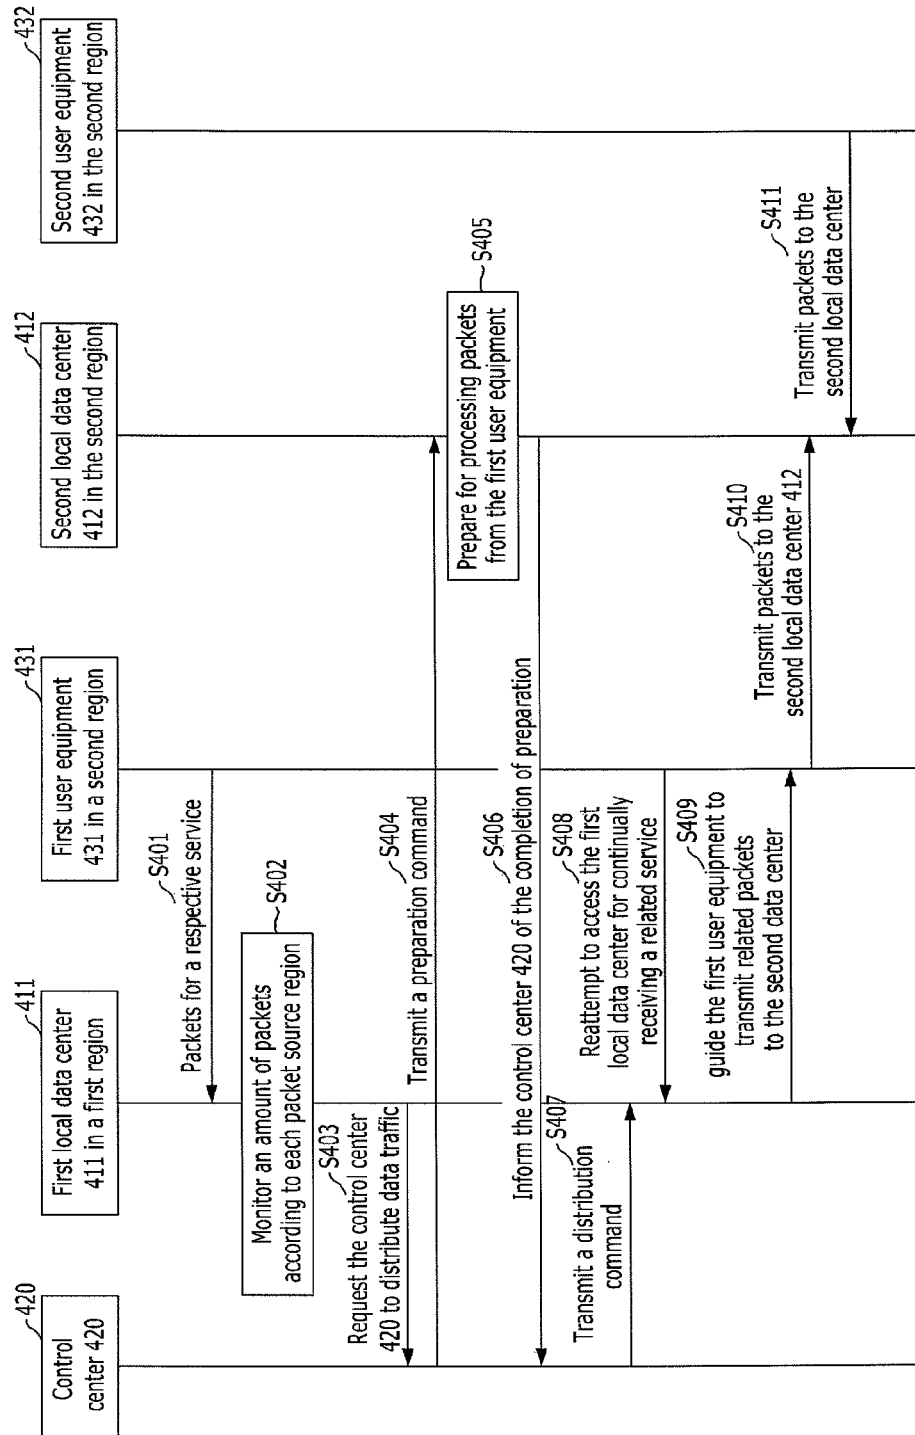 420
Control
center 420
411
First local data center
411 in a first region
431
First user equipment
431 in a second region
412
Second local data center
412 in the second region
432
Second user equipment
432 in the second region
S401
Packets for a respective service
S402
Monitor an amount of packets
according to each packet source region
S403
Request the control center
420 to distribute data traffic
S404
Transmit a preparation command
S405
Prepare for processing packets
from the first user equipment
S406
Inform the control center 420 of the completion of preparation
S407
Transmit a distribution
command
S408
Reattempt to access the first
local data center for continually
receiving a related service
S409
guide the first user equipment to
transmit related packets
to the second data center
S410
Transmit packets to the
second local data center 412
S411
Transmit packets to the
second local data center